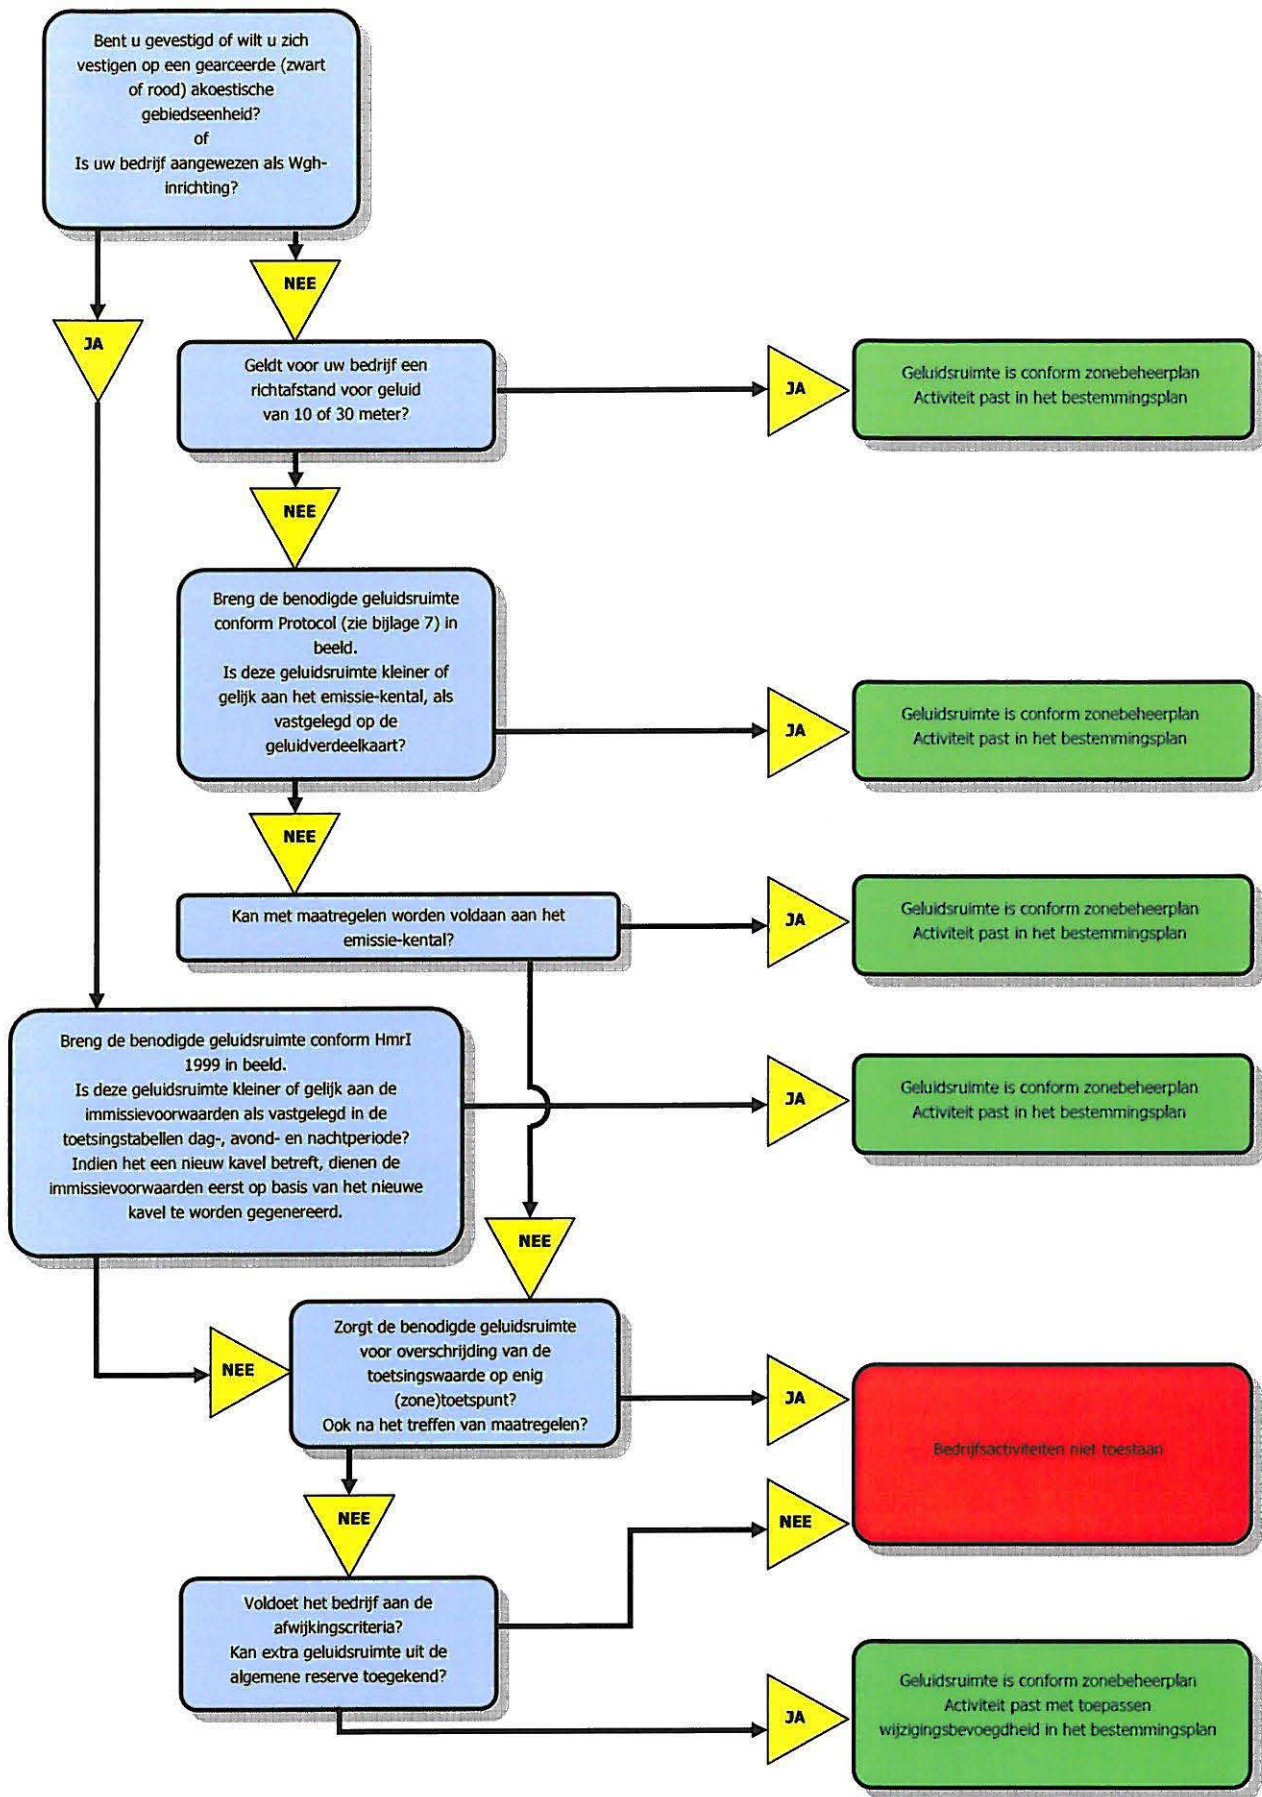 Bent u gevestigd of wilt u zich
vestigen op een gearceerde (zwart
of rood) akoestische
gebiedseenheid?
of
Is uw bedrijf aangewezen als Wgh-
inrichting?
NEE
JA
Geldt voor uw bedrijf een
richtafstand voor geluid
van 10 of 30 meter?
JA
Geluidsruimte is conform zonebeheerplan
Activiteit past in het bestemmingsplan
NEE
Breng de benodigde geluidsruimte
conform Protocol (zie bijlage 7) in
beeld.
Is deze geluidsruimte kleiner of
gelijk aan het emissie-kental, als
vastgelegd op de
geluidverdeelkaart?
JA
Geluidsruimte is conform zonebeheerplan
Activiteit past in het bestemmingsplan
NEE
Kan met maatregelen worden voldaan aan het
emissie-kental?
JA
Geluidsruimte is conform zonebeheerplan
Activiteit past in het bestemmingsplan
Breng de benodigde geluidsruimte conform HmrI
1999 in beeld.
Is deze geluidsruimte kleiner of gelijk aan de
immissievoorwaarden als vastgelegd in de
toetsingstabellen dag-, avond- en nachtperiode?
Indien het een nieuw kavel betreft, dienen de
immissievoorwaarden eerst op basis van het nieuwe
kavel te worden gegenereerd.
JA
Geluidsruimte is conform zonebeheerplan
Activiteit past in het bestemmingsplan
NEE
NEE
Zorgt de benodigde geluidsruimte
voor overschrijding van de
toetsingswaarde op enig
(zone)toetspunt?
Ook na het treffen van maatregelen?
JA
Bedrijfsactiviteiten niet toestaan
NEE
NEE
Voldoet het bedrijf aan de
afwijkingscriteria?
Kan extra geluidsruimte uit de
algemene reserve toegekend?
JA
Geluidsruimte is conform zonebeheerplan
Activiteit past met toepassen
wijzigingsbevoegdheid in het bestemmingsplan